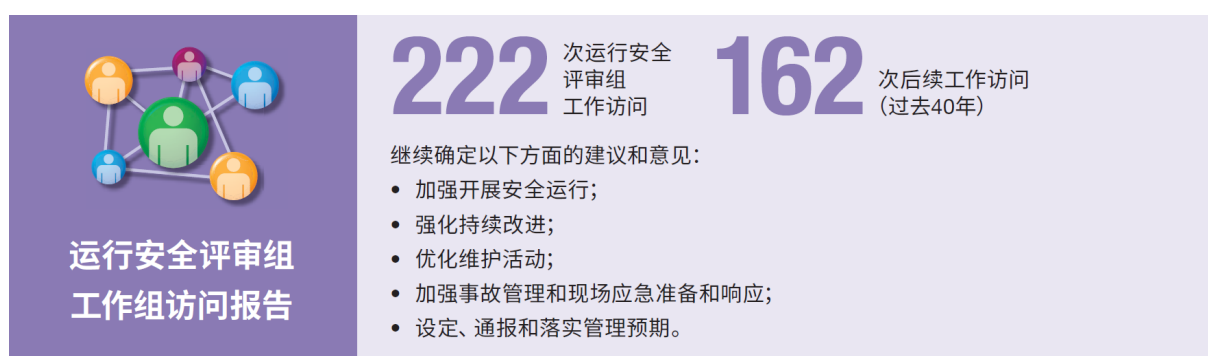 运行安全评审组
工作组访问报告
222
次运行安全
评审组
工作访问
162
次后续工作访问
（过去40年）
继续确定以下方面的建议和意见：
• 加强开展安全运行；
• 强化持续改进；
• 优化维护活动；
• 加强事故管理和现场应急准备和响应；
• 设定、通报和落实管理预期。